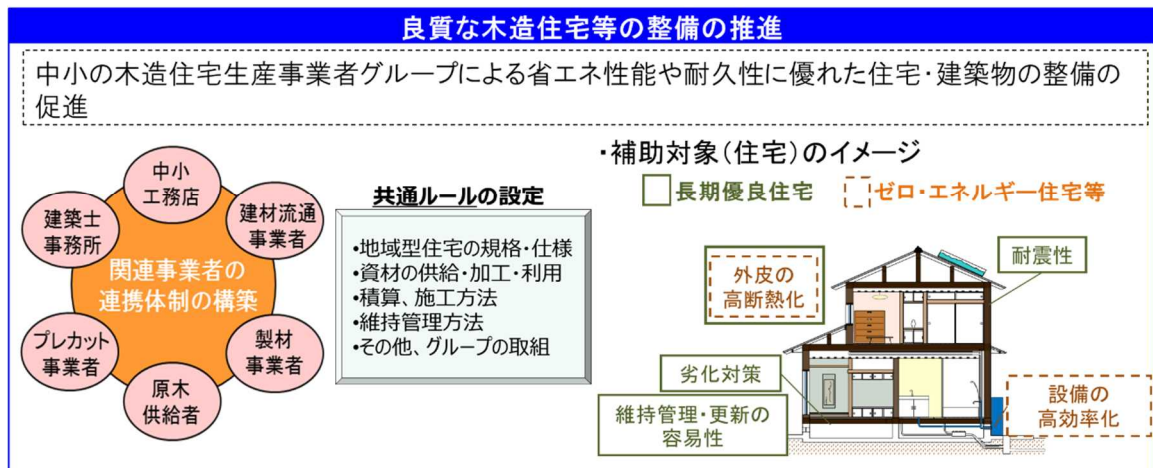 良質な木造住宅等の整備の推進
中小の木造住宅生産事業者グループによる省エネ性能や耐久性に優れた住宅・建築物の整備の
促進
中小
工務店
建築士
事務所
建材流通
事業者
関連事業者の
連携体制の構築
プレカット
事業者
製材
事業者
原木
供給者
共通ルールの設定
•地域型住宅の規格・仕様
•資材の供給・加工・利用
•積算、施工方法
•維持管理方法
•その他、グループの取組
・補助対象(住宅)のイメージ
長期優良住宅
ゼロ・エネルギー住宅等
外皮の
高断熱化
耐震性
劣化対策
維持管理・更新の
容易性
設備の
高効率化